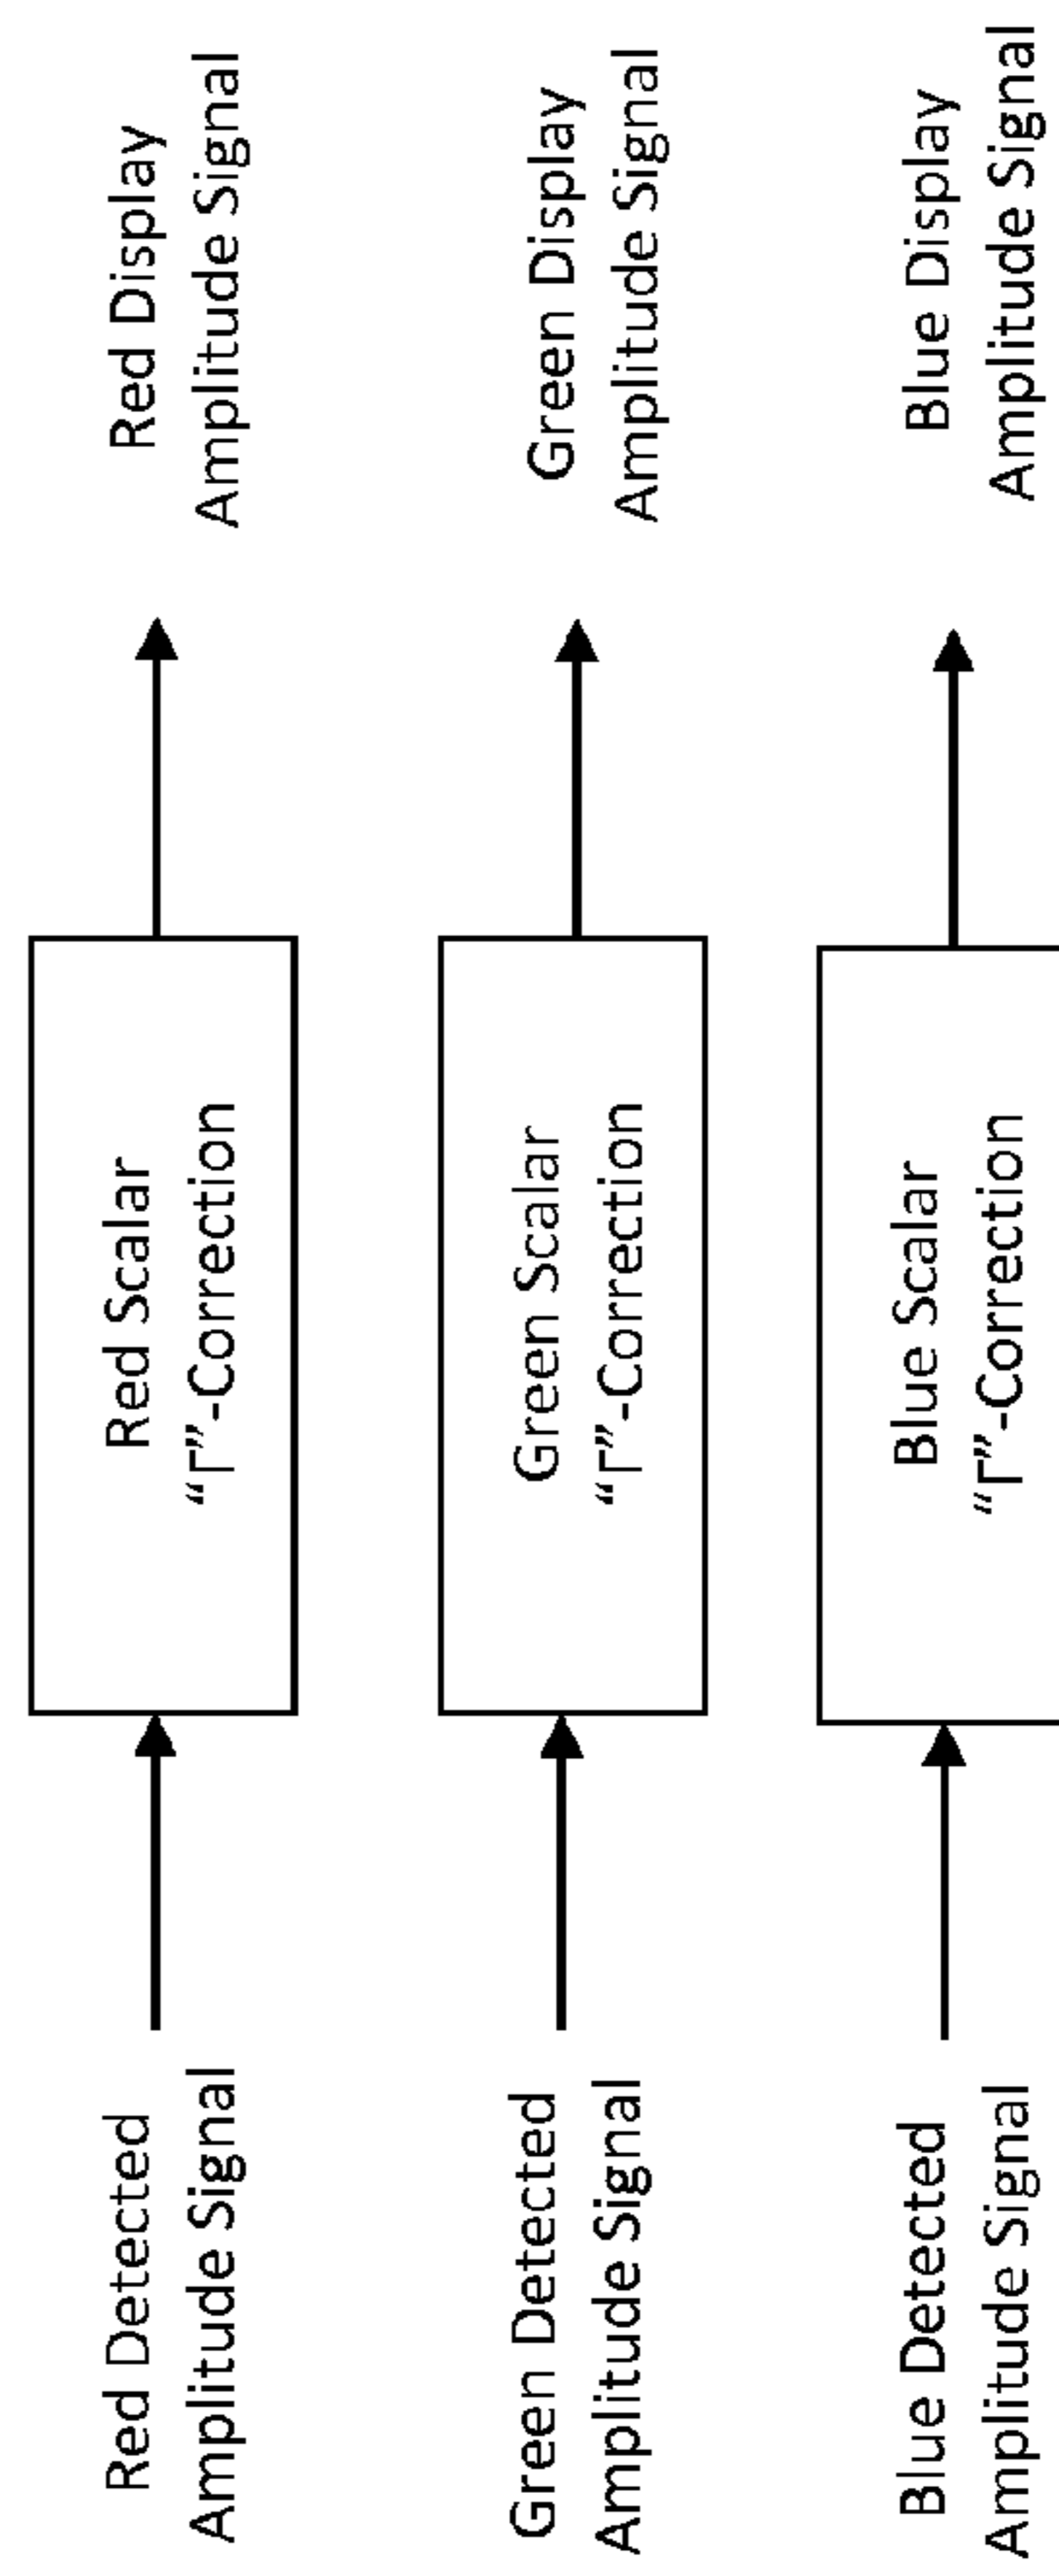 Red Detected
Amplitude Signal
Red Scalar
“Γ”-Correction
Red Display
Amplitude Signal
Green Detected
Amplitude Signal
Green Scalar
“Γ”-Correction
Green Display
Amplitude Signal
Blue Detected
Amplitude Signal
Blue Scalar
“Γ”-Correction
Blue Display
Amplitude Signal